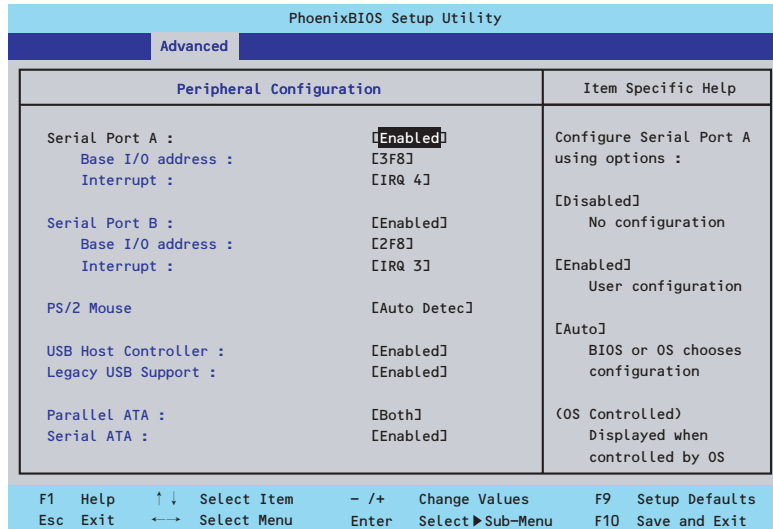 PhoenixBIOS Setup Utility
Advanced
Peripheral Configuration
Item Specific Help
Serial Port A : [Enabled]
Base I/O address : [3F8]
Interrupt : [IRQ 4]
Serial Port B : [Enabled]
Base I/O address : [2F8]
Interrupt : [IRQ 3]
PS/2 Mouse [Auto Detec]
USB Host Controller : [Enabled]
Legacy USB Support : [Enabled]
Parallel ATA : [Both]
Serial ATA : [Enabled]
Configure Serial Port A
using options :
[Disabled]
No configuration
[Enabled]
User configuration
[Auto]
BIOS or OS chooses
configuration
(OS Controlled)
Displayed when
controlled by OS
F1 Help ↑↓ Select Item − /+ Change Values F9 Setup Defaults
Esc Exit ←→ Select Menu Enter Select▶Sub−Menu F10 Save and Exit